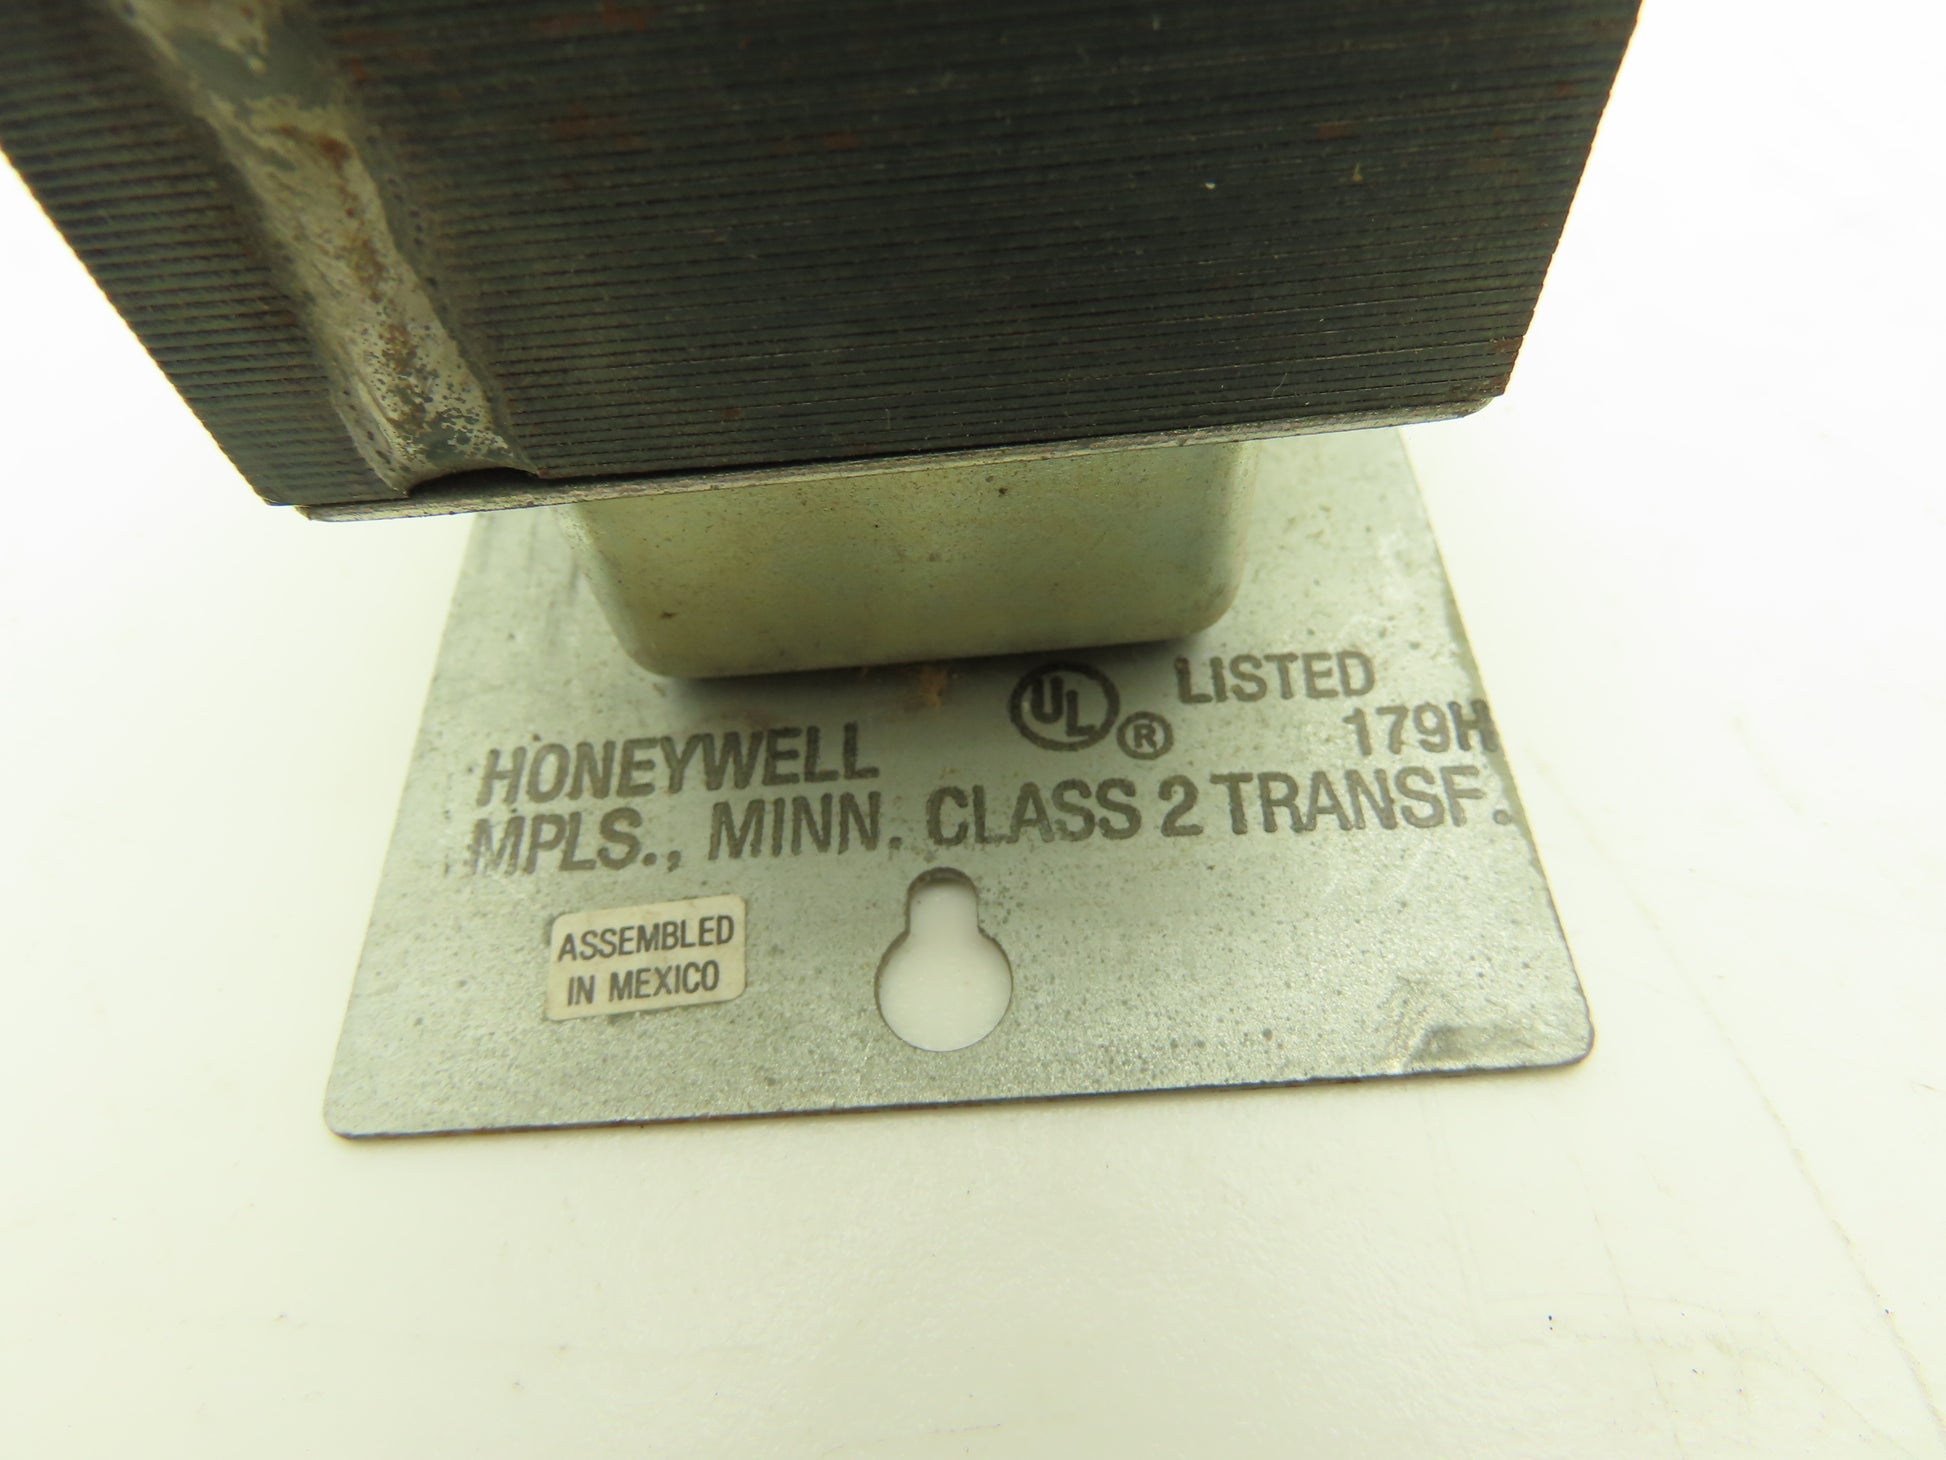 UL ® LISTED
179H
HONEYWELL
MPLS., MINN. CLASS 2 TRANSF.
ASSEMBLED
IN MEXICO